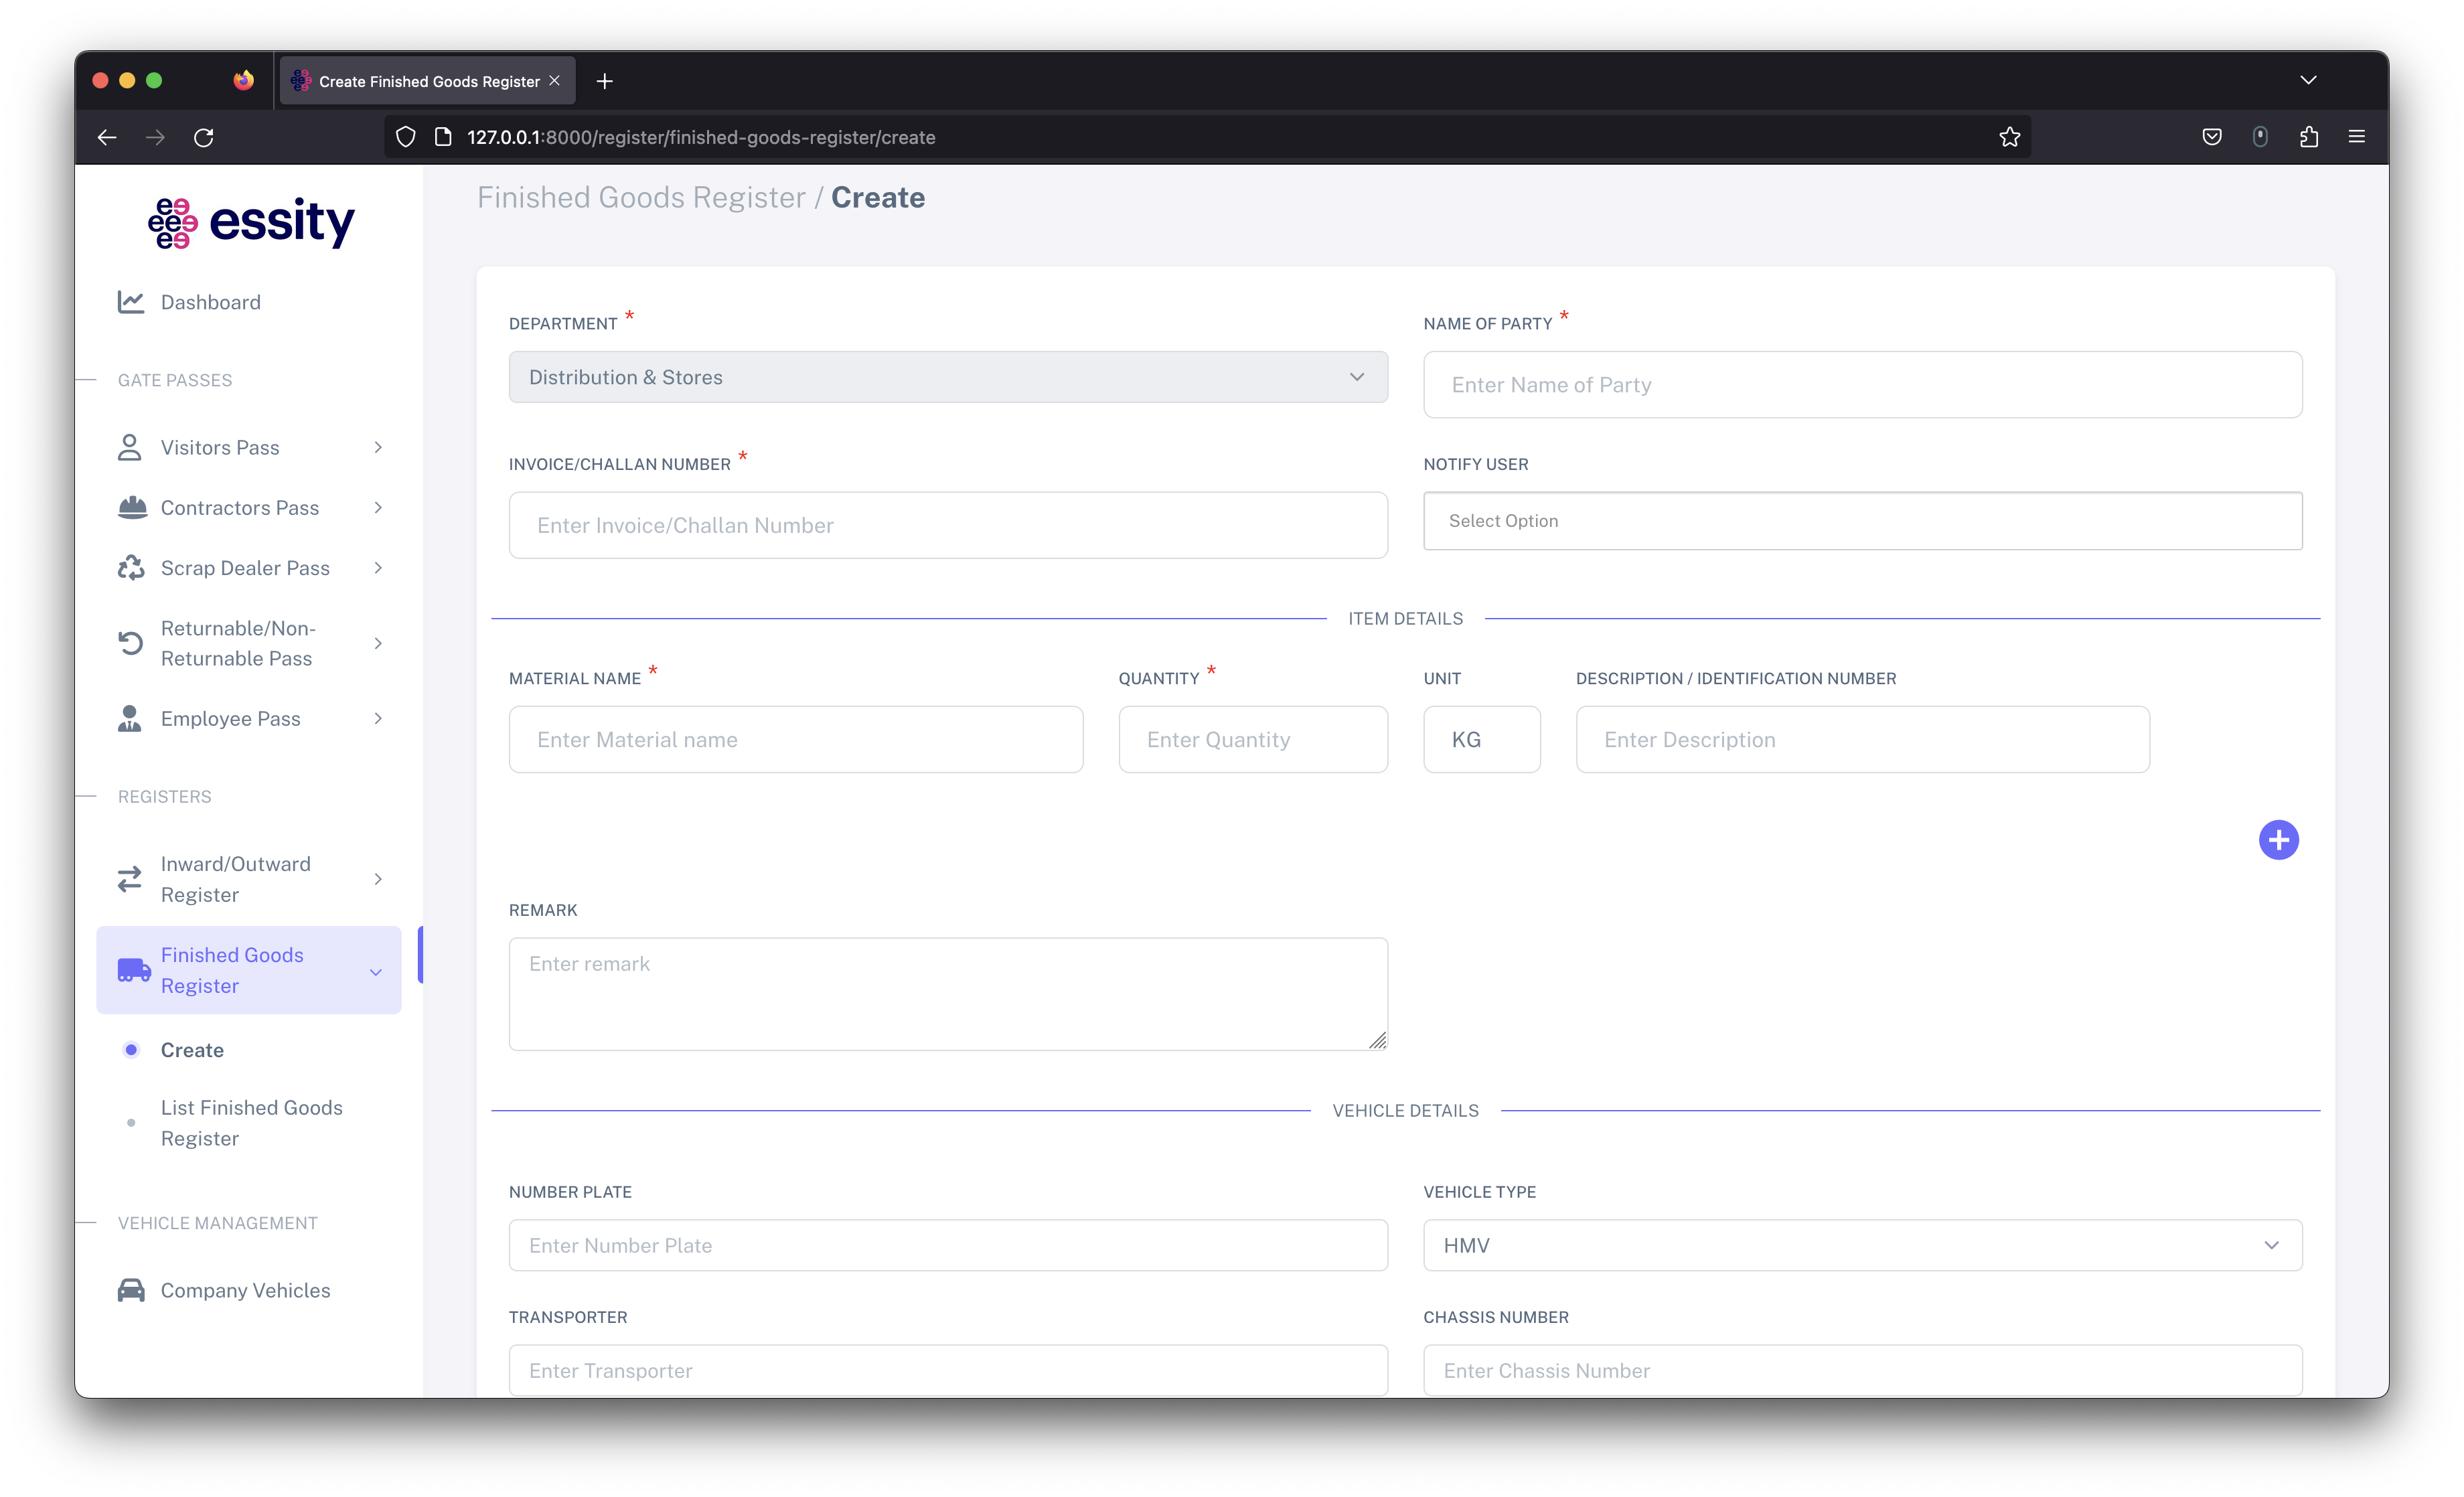 Create Finished Goods Register
127.0.0.1:8000/register/finished-goods-register/create
essity
Dashboard
GATE PASSES
Visitors Pass
Contractors Pass
Scrap Dealer Pass
Returnable/Non-
Returnable Pass
Employee Pass
REGISTERS
Inward/Outward
Register
Finished Goods
Register
Create
List Finished Goods
Register
VEHICLE MANAGEMENT
Company Vehicles
Finished Goods Register / Create
DEPARTMENT *
Distribution & Stores
NAME OF PARTY *
Enter Name of Party
INVOICE/CHALLAN NUMBER *
Enter Invoice/Challan Number
NOTIFY USER
Select Option
ITEM DETAILS
MATERIAL NAME *
Enter Material name
QUANTITY *
Enter Quantity
UNIT
KG
DESCRIPTION / IDENTIFICATION NUMBER
Enter Description
REMARK
Enter remark
VEHICLE DETAILS
NUMBER PLATE
Enter Number Plate
VEHICLE TYPE
HMV
TRANSPORTER
Enter Transporter
CHASSIS NUMBER
Enter Chassis Number